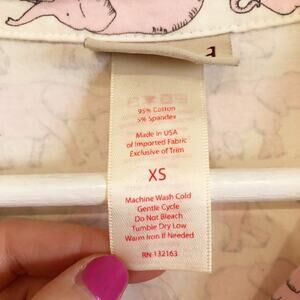 95% Cotton
5% Spandex
Made in USA
of Imported Fabric
Exclusive of Trim
XS
Machine Wash Cold
Gentle Cycle
Do Not Bleach
Tumble Dry Low
Warm Iron If Needed
RN 132163